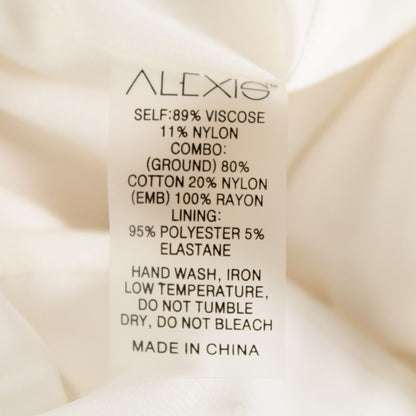 ALEXIS™
SELF:89% VISCOSE
11% NYLON
COMBO:
(GROUND) 80%
COTTON 20% NYLON
(EMB) 100% RAYON
LINING:
95% POLYESTER 5%
ELASTANE
HAND WASH, IRON
LOW TEMPERATURE,
DO NOT TUMBLE
DRY, DO NOT BLEACH
MADE IN CHINA